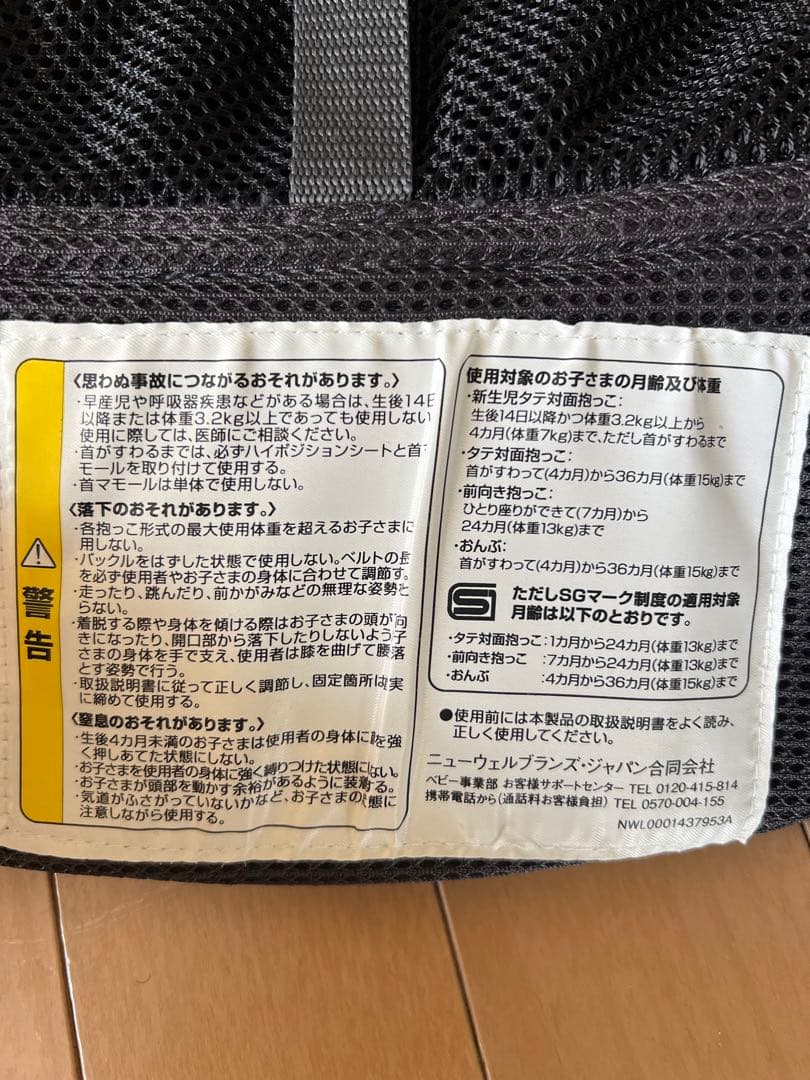 警告
〈思わぬ事故につながるおそれがあります。〉
・早産児や呼吸器疾患などがある場合は、生後14日
以降または体重3.2kg以上であっても使用しない
使用に際しては、医師にご相談ください。
・首がすわるまでは、必ずハイポジションシートと首マ
モールを取り付けて使用する。
・首マモールは単体で使用しない。
〈落下のおそれがあります。〉
・各抱っこ形式の最大使用体重を超えるお子さまに
用しない。
・バックルをはずした状態で使用しない。ベルトの長
を必ず使用者やお子さまの身体に合わせて調節す
・走ったり、跳んだり、前かがみなどの無理な姿勢と
らない。
・着脱する際や身体を傾ける際はお子さまの頭が向
きになったり、開口部から落下したりしないよう子
さまの身体を手で支え、使用者は膝を曲げて腰落
とす姿勢で行う。
・取扱説明書に従って正しく調節し、固定箇所は実
に締めて使用する。
〈窒息のおそれがあります。〉
・生後4カ月未満のお子さまは使用者の身体に顔を強
く押しあてた状態にしない。
・お子さまを使用者の身体に強く縛りつけた状態にしない。
・お子さまが頭部を動かす余裕があるように装着する。
・気道がふさがっていないかなど、お子さまの状態に
注意しながら使用する。
使用対象のお子さまの月齢及び体重
・新生児タテ対面抱っこ:
生後14日以降かつ体重3.2kg以上から
4カ月(体重7kg)まで、ただし首がすわるまで
・タテ対面抱っこ:
首がすわって(4カ月)から36カ月(体重15kg)まで
・前向き抱っこ:
ひとり座りができて(7カ月)から
24カ月(体重13kg)まで
・おんぶ:
首がすわって(4カ月)から36カ月(体重15kg)まで
SG ただしSGマーク制度の適用対象
月齢は以下のとおりです。
・タテ対面抱っこ:1カ月から24カ月(体重13kg)まで
・前向き抱っこ :7カ月から24カ月(体重13kg)まで
・おんぶ :4カ月から36カ月(体重15kg)まで
●使用前には本製品の取扱説明書をよく読み、
正しく使用してください。
ニューウェルブランズ・ジャパン合同会社
ベビー事業部 お客様サポートセンター TEL 0120-415-814
携帯電話から(通話料お客様負担) TEL 0570-004-155
NWL0001437953A